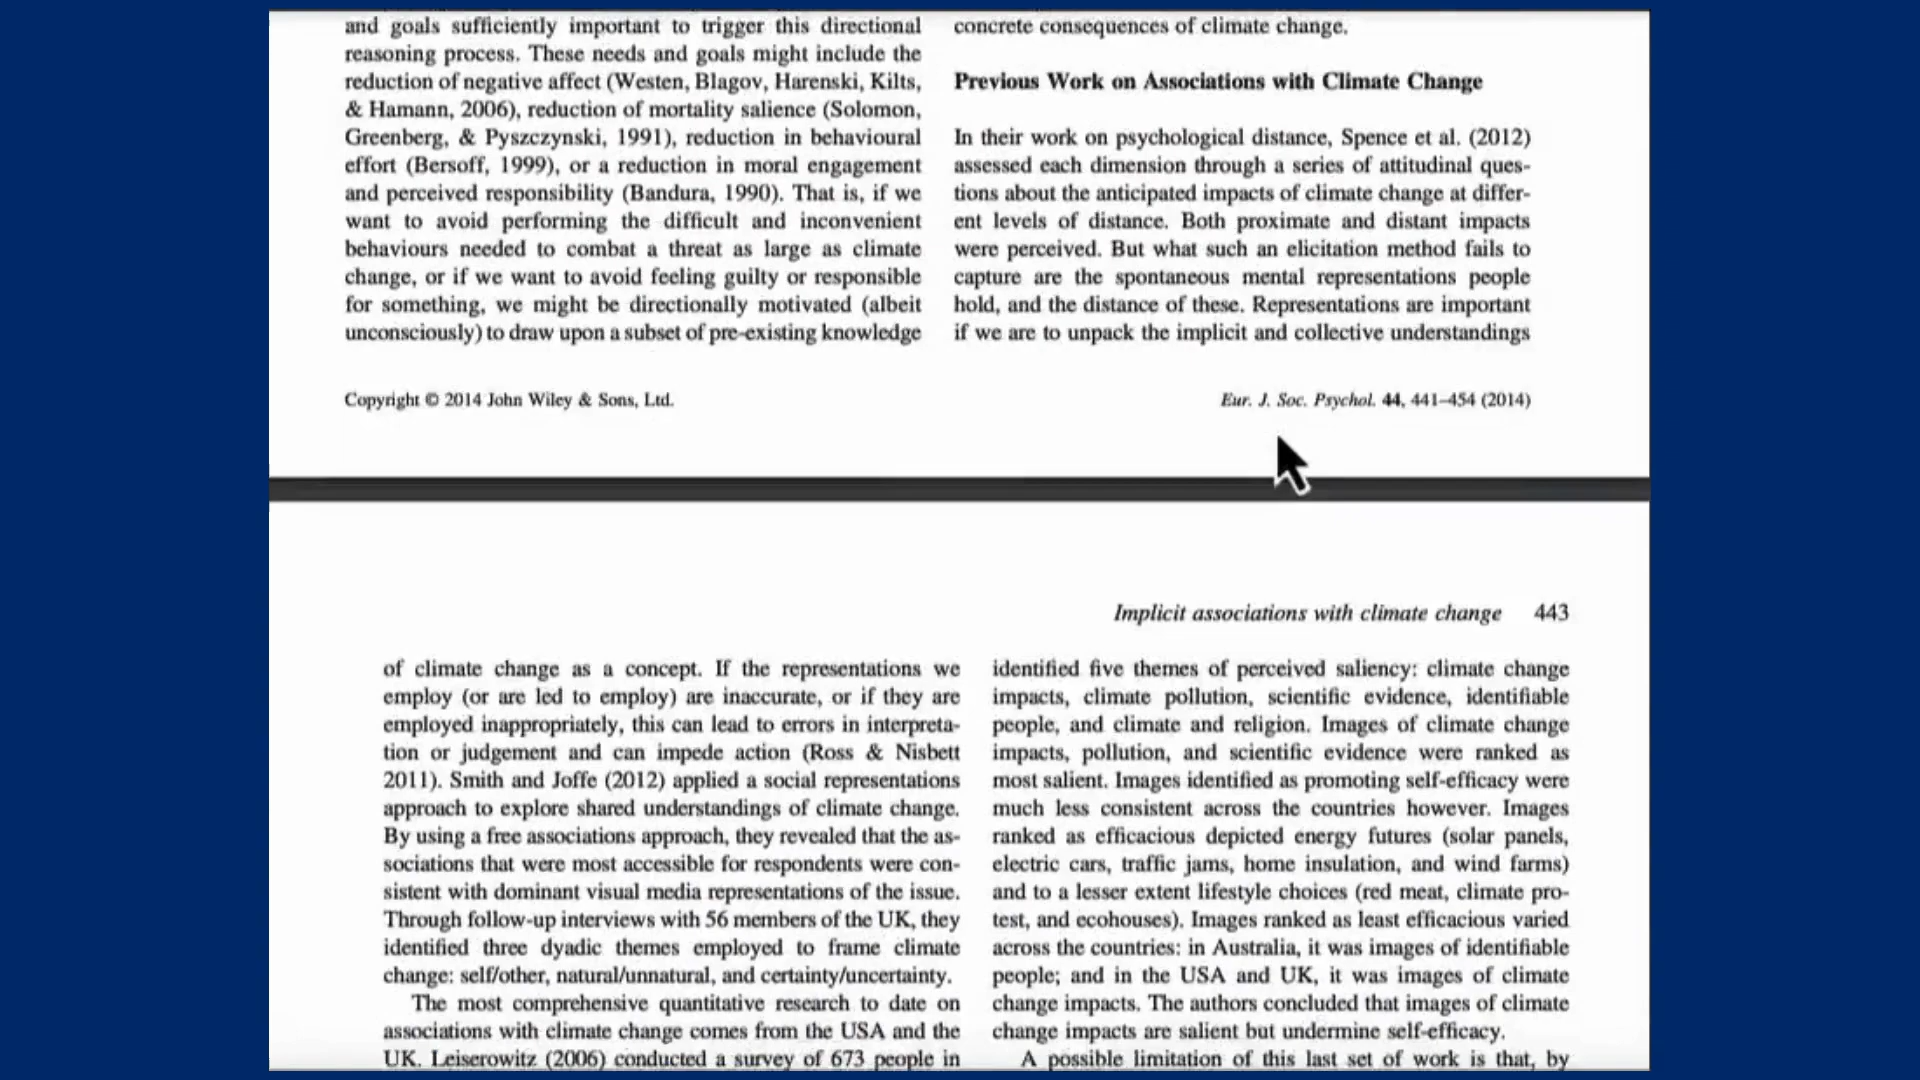 and goals sufficiently important to trigger this directional
reasoning process. These needs and goals might include the
reduction of negative affect (Westen, Blagov, Harenski, Kilts,
& Hamann, 2006), reduction of mortality salience (Solomon,
Greenberg, & Pyszczynski, 1991), reduction in behavioural
effort (Bersoff, 1999), or a reduction in moral engagement
and perceived responsibility (Bandura, 1990). That is, if we
want to avoid performing the difficult and inconvenient
behaviours needed to combat a threat as large as climate
change, or if we want to avoid feeling guilty or responsible
for something, we might be directionally motivated (albeit
unconsciously) to draw upon a subset of pre-existing knowledge
concrete consequences of climate change.
Previous Work on Associations with Climate Change
In their work on psychological distance, Spence et al. (2012)
assessed each dimension through a series of attitudinal ques-
tions about the anticipated impacts of climate change at differ-
ent levels of distance. Both proximate and distant impacts
were perceived. But what such an elicitation method fails to
capture are the spontaneous mental representations people
hold, and the distance of these. Representations are important
if we are to unpack the implicit and collective understandings
Copyright © 2014 John Wiley & Sons, Ltd.
Eur. J. Soc. Psychol. 44, 441–454 (2014)
Implicit associations with climate change 443
of climate change as a concept. If the representations we
employ (or are led to employ) are inaccurate, or if they are
employed inappropriately, this can lead to errors in interpreta-
tion or judgement and can impede action (Ross & Nisbett
2011). Smith and Joffe (2012) applied a social representations
approach to explore shared understandings of climate change.
By using a free associations approach, they revealed that the as-
sociations that were most accessible for respondents were con-
sistent with dominant visual media representations of the issue.
Through follow-up interviews with 56 members of the UK, they
identified three dyadic themes employed to frame climate
change: self/other, natural/unnatural, and certainty/uncertainty.
The most comprehensive quantitative research to date on
associations with climate change comes from the USA and the
UK. Leiserowitz (2006) conducted a survey of 673 people in
identified five themes of perceived saliency: climate change
impacts, climate pollution, scientific evidence, identifiable
people, and climate and religion. Images of climate change
impacts, pollution, and scientific evidence were ranked as
most salient. Images identified as promoting self-efficacy were
much less consistent across the countries however. Images
ranked as efficacious depicted energy futures (solar panels,
electric cars, traffic jams, home insulation, and wind farms)
and to a lesser extent lifestyle choices (red meat, climate pro-
test, and ecohouses). Images ranked as least efficacious varied
across the countries: in Australia, it was images of identifiable
people; and in the USA and UK, it was images of climate
change impacts. The authors concluded that images of climate
change impacts are salient but undermine self-efficacy.
A possible limitation of this last set of work is that, by